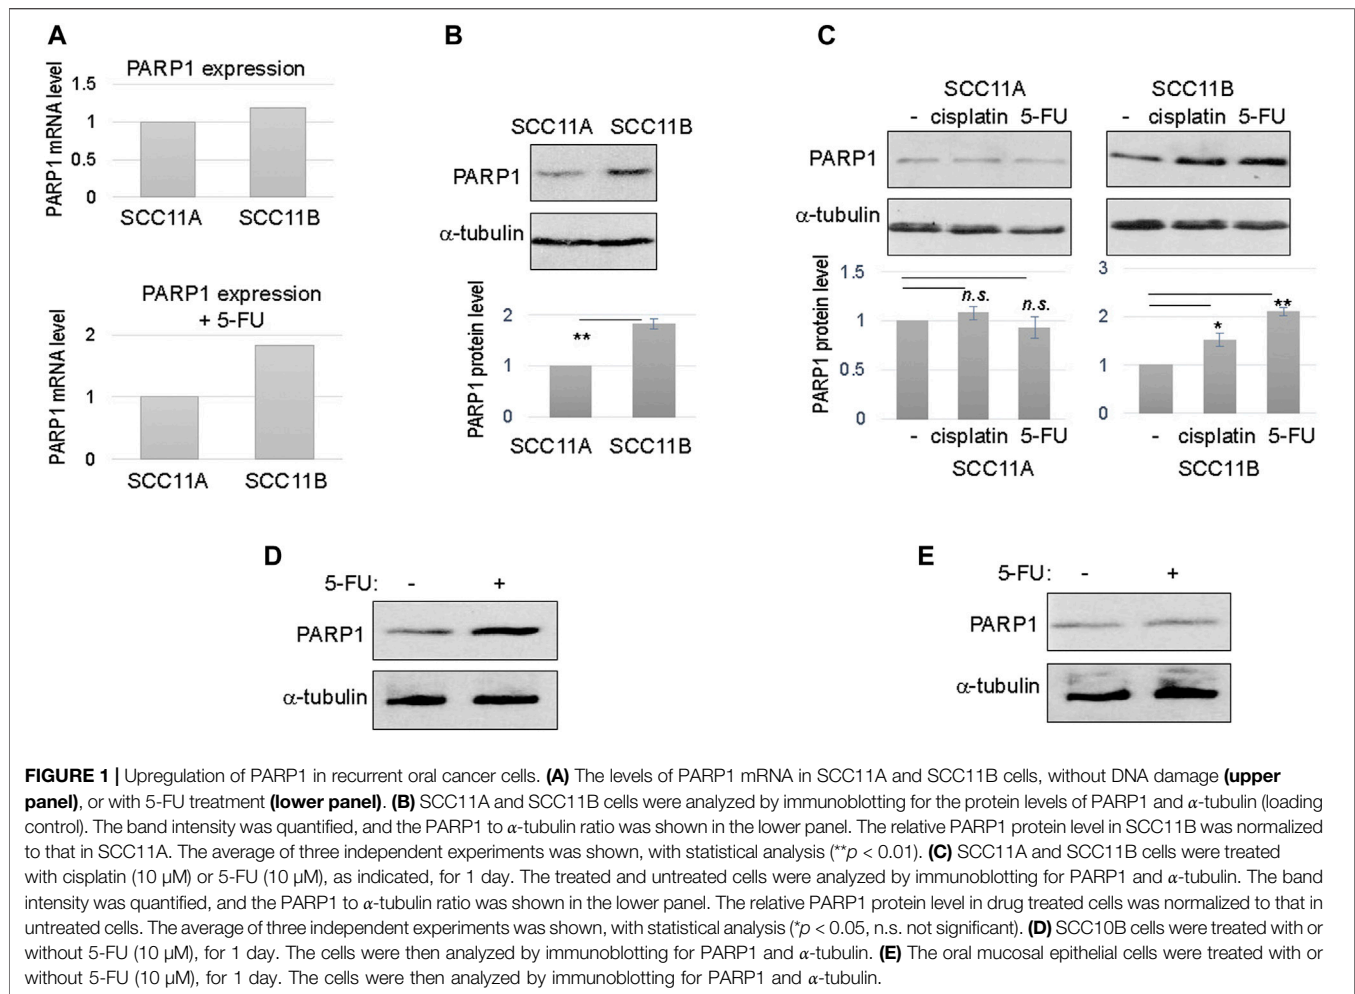 A
PARP1 expression
PARP1 mRNA level
1.5
1
0.5
0
SCC11A SCC11B
PARP1 expression
+ 5-FU
PARP1 mRNA level
2
1
0
SCC11A SCC11B
B
SCC11A SCC11B
PARP1
α-tubulin
PARP1 protein level
2
1
0
**
SCC11A SCC11B
C
SCC11A
- cisplatin 5-FU
PARP1
α-tubulin
PARP1 protein level
1.5
1
0.5
0
n.s.
n.s.
- cisplatin 5-FU
SCC11A
SCC11B
- cisplatin 5-FU
3
2
1
0
*
**
- cisplatin 5-FU
SCC11B
D
5-FU: - +
PARP1
α-tubulin
E
5-FU: - +
PARP1
α-tubulin
FIGURE 1 | Upregulation of PARP1 in recurrent oral cancer cells. (A) The levels of PARP1 mRNA in SCC11A and SCC11B cells, without DNA damage (upper
panel), or with 5-FU treatment (lower panel). (B) SCC11A and SCC11B cells were analyzed by immunoblotting for the protein levels of PARP1 and α-tubulin (loading
control). The band intensity was quantified, and the PARP1 to α-tubulin ratio was shown in the lower panel. The relative PARP1 protein level in SCC11B was normalized
to that in SCC11A. The average of three independent experiments was shown, with statistical analysis (**p < 0.01). (C) SCC11A and SCC11B cells were treated
with cisplatin (10 μM) or 5-FU (10 μM), as indicated, for 1 day. The treated and untreated cells were analyzed by immunoblotting for PARP1 and α-tubulin. The band
intensity was quantified, and the PARP1 to α-tubulin ratio was shown in the lower panel. The relative PARP1 protein level in drug treated cells was normalized to that in
untreated cells. The average of three independent experiments was shown, with statistical analysis (*p < 0.05, n.s. not significant). (D) SCC10B cells were treated with or
without 5-FU (10 μM), for 1 day. The cells were then analyzed by immunoblotting for PARP1 and α-tubulin. (E) The oral mucosal epithelial cells were treated with or
without 5-FU (10 μM), for 1 day. The cells were then analyzed by immunoblotting for PARP1 and α-tubulin.